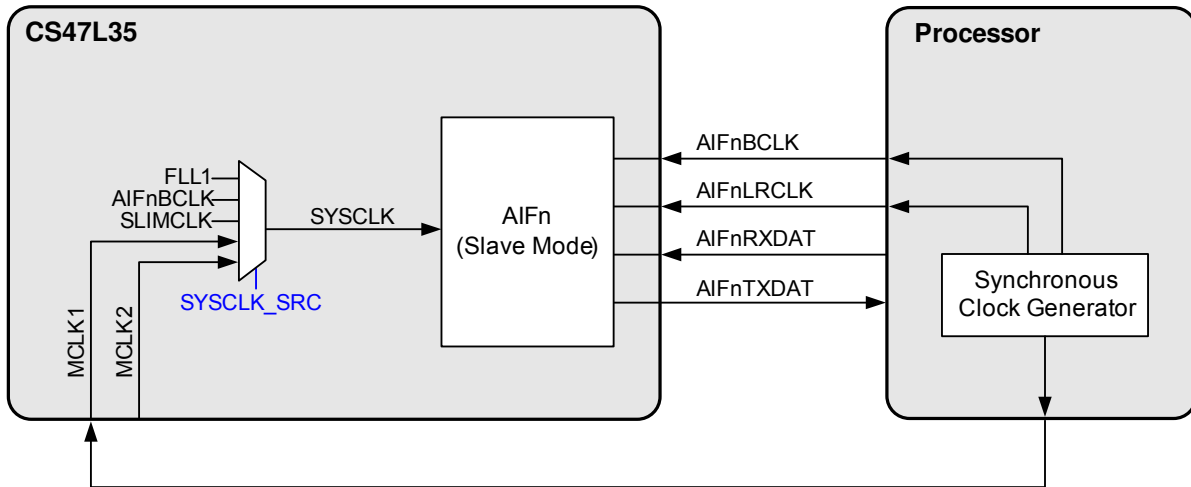 CS47L35
Processor
AIFnBCLK
FLL1
AIFnBCLK
SLIMCLK
SYSCLK
AIFn
(Slave Mode)
AIFnLRCLK
AIFnRXDAT
AIFnTXDAT
SYSCLK_SRC
MCLK1
MCLK2
Synchronous
Clock Generator